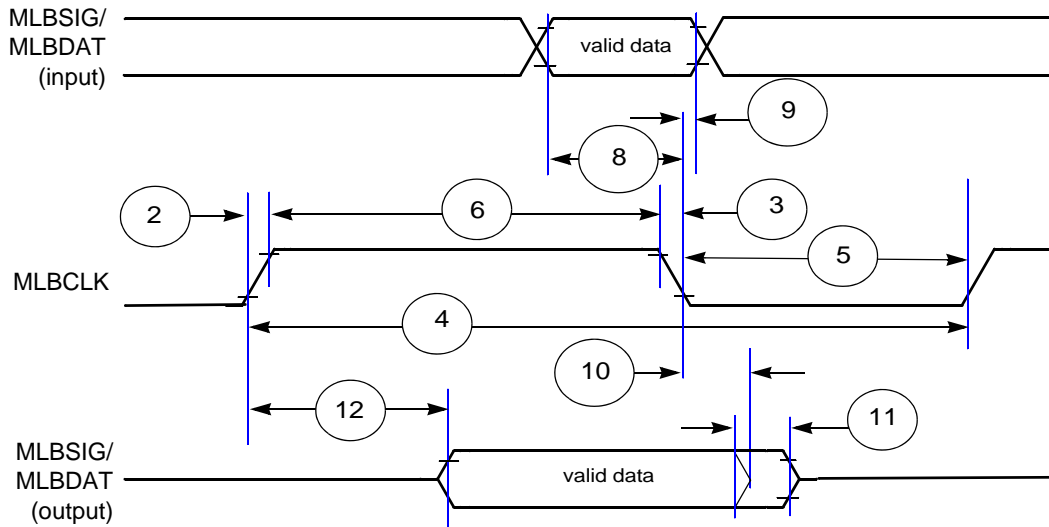 MLBSIG/
MLBDAT
(input)
valid data
9
8
2
6
3
5
MLBCLK
4
10
12
11
MLBSIG/
MLBDAT
(output)
valid data